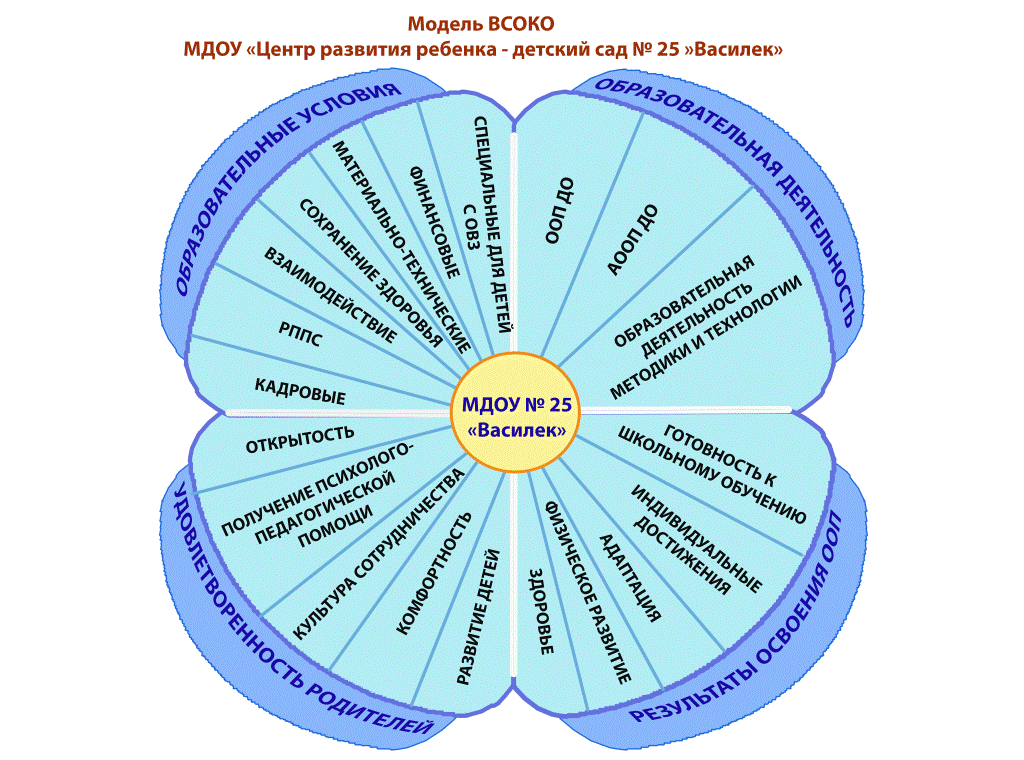 Модель ВСОКО
МДОУ «Центр развития ребенка - детский сад № 25 »Василек»
ОБРАЗОВАТЕЛЬНЫЕ УСЛОВИЯ
КАДРОВЫЕ
РППС
ВЗАИМОДЕЙСТВИЕ
СОХРАНЕНИЕ ЗДОРОВЬЯ
МАТЕРИАЛЬНО-ТЕХНИЧЕСКИЕ
ФИНАНСОВЫЕ
СПЕЦИАЛЬНЫЕ ДЛЯ ДЕТЕЙ
С ОВЗ
ОБРАЗОВАТЕЛЬНАЯ ДЕЯТЕЛЬНОСТЬ
ООП ДО
АООП ДО
ОБРАЗОВАТЕЛЬНАЯ
ДЕЯТЕЛЬНОСТЬ
МЕТОДИКИ И ТЕХНОЛОГИИ
МДОУ № 25
«Василек»
РЕЗУЛЬТАТЫ ОСВОЕНИЯ ООП
ГОТОВНОСТЬ К
ШКОЛЬНОМУ ОБУЧЕНИЮ
ИНДИВИДУАЛЬНЫЕ
ДОСТИЖЕНИЯ
АДАПТАЦИЯ
ФИЗИЧЕСКОЕ РАЗВИТИЕ
ЗДОРОВЬЕ
УДОВЛЕТВОРЕННОСТЬ РОДИТЕЛЕЙ
ОТКРЫТОСТЬ
ПОЛУЧЕНИЕ ПСИХОЛОГО-
ПЕДАГОГИЧЕСКОЙ
ПОМОЩИ
КУЛЬТУРА СОТРУДНИЧЕСТВА
КОМФОРТНОСТЬ
РАЗВИТИЕ ДЕТЕЙ